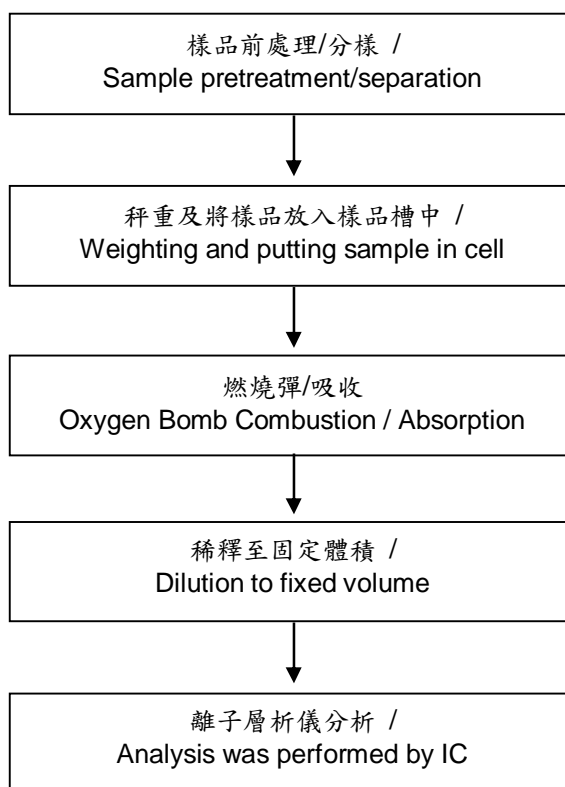 樣品前處理/分樣 /
Sample pretreatment/separation
秤重及將樣品放入樣品槽中 /
Weighting and putting sample in cell
燃燒彈/吸收
Oxygen Bomb Combustion / Absorption
稀釋至固定體積 /
Dilution to fixed volume
離子層析儀分析 /
Analysis was performed by IC